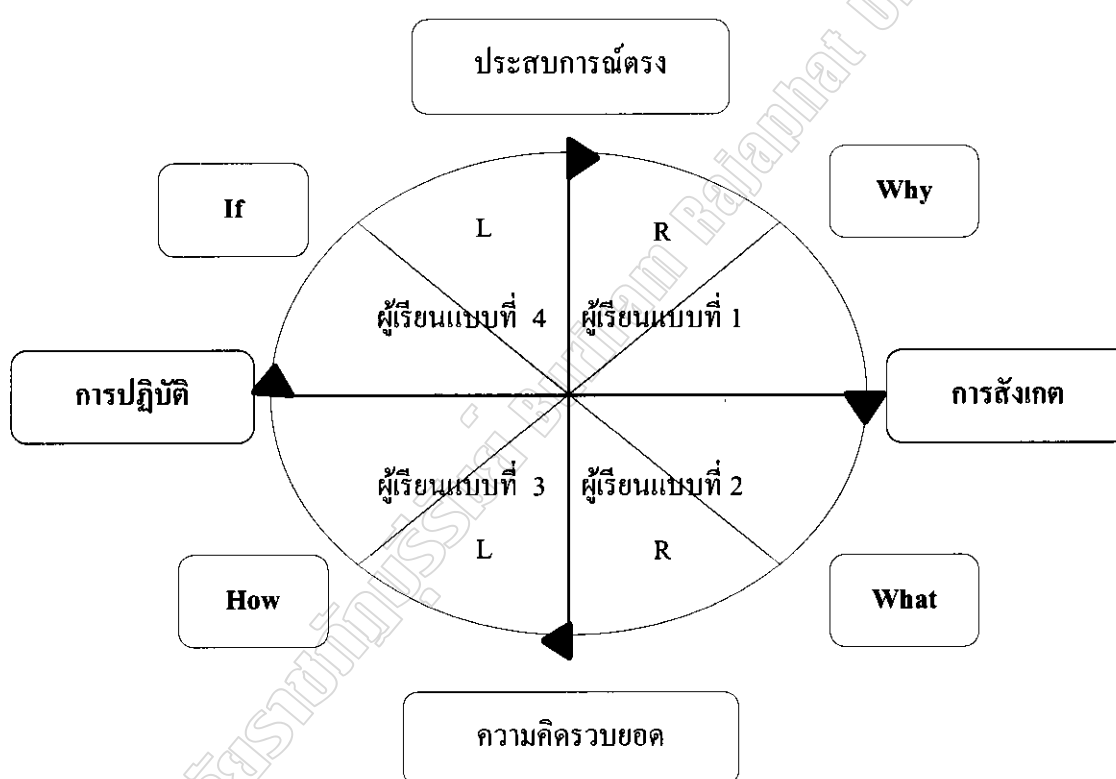 ประสบการณ์ตรง
If
Why
L
R
ผู้เรียนแบบที่ 4
ผู้เรียนแบบที่ 1
การปฏิบัติ
การสังเกต
ผู้เรียนแบบที่ 3
ผู้เรียนแบบที่ 2
L
R
How
What
ความคิดรวบยอด
Buriram Rajaphat U